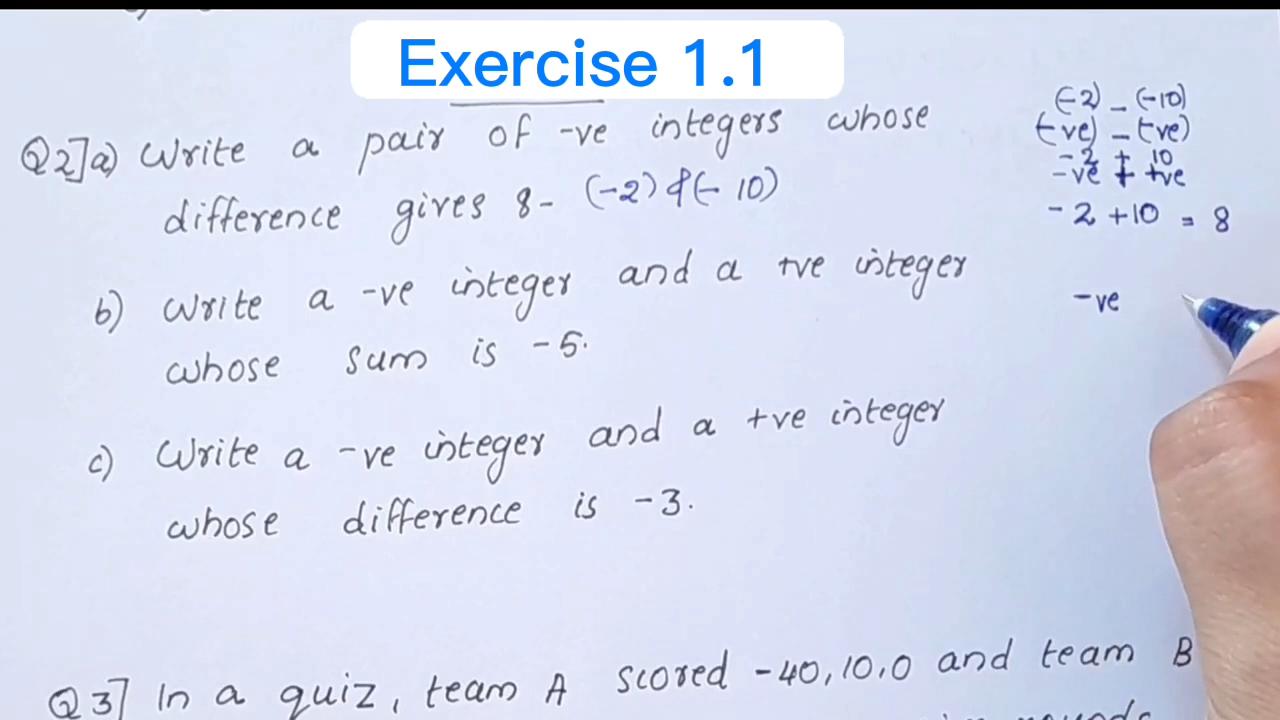 Exercise 1.1
Q2]a) Write a pair of -ve integers whose
difference gives 8- (-2) & (-10)
b) Write a -ve integer and a +ve integer
whose sum is -5.
c) Write a -ve integer and a +ve integer
whose difference is -3.
Q3] In a quiz, team A scored -40,10,0 and team B
(-2) - (-10)
(-ve) - (-ve)
-2 + 10
-ve + +ve
-2 +10 = 8
-ve